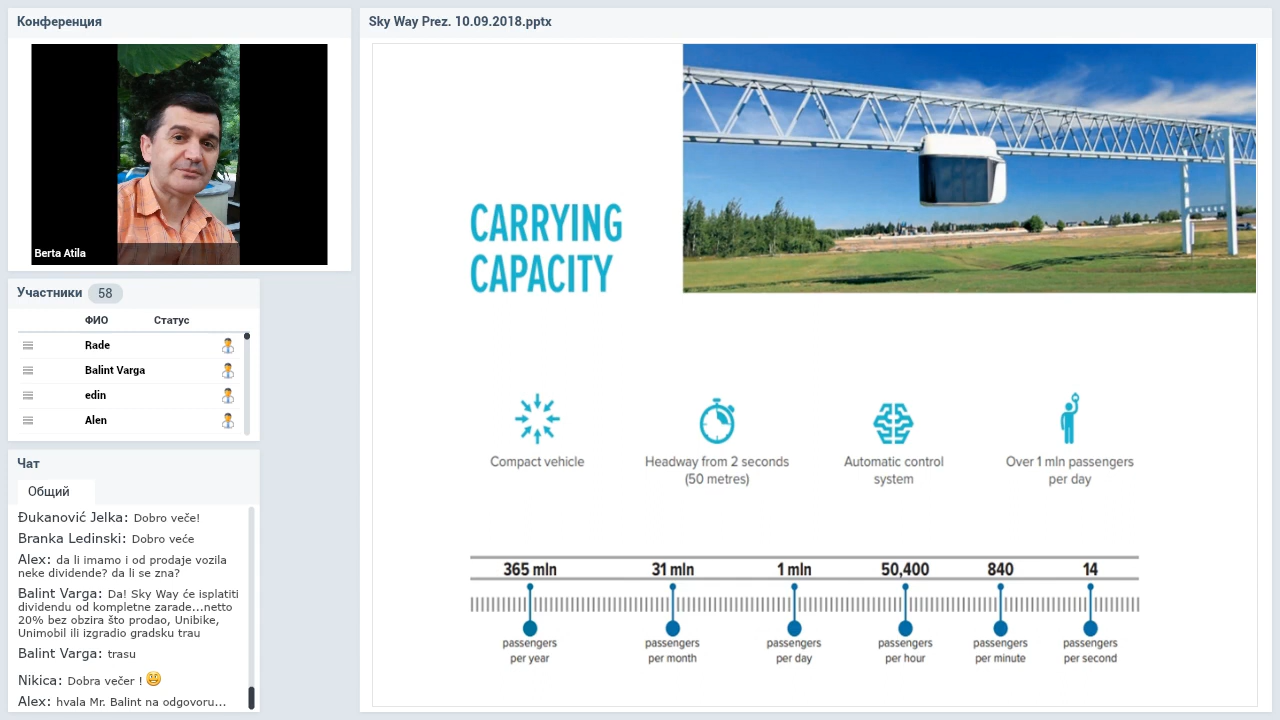 Конференция
Berta Atila
Участники 58
ФИО Статус
Rade
Balint Varga
edin
Alen
Чат
Общий
Đukanović Jelka: Dobro veče!
Branka Ledinski: Dobro veće
Alex: da li imamo i od prodaje vozila
neke dividende? da li se zna?
Balint Varga: Da! Sky Way će isplatiti
dividendu od kompletne zarade...netto
20% bez obzira što prodao, Unibike,
Unimobil ili izgradio gradsku trau
Balint Varga: trasu
Nikica: Dobra večer !
Alex: hvala Mr. Balint na odgovoru...
Sky Way Prez. 10.09.2018.pptx
CARRYING
CAPACITY
Compact vehicle
Headway from 2 seconds
(50 metres)
Automatic control
system
Over 1 mln passengers
per day
365 mln 31 mln 1 mln 50,400 840 14
passengers passengers passengers passengers passengers passengers
per year per month per day per hour per minute per second